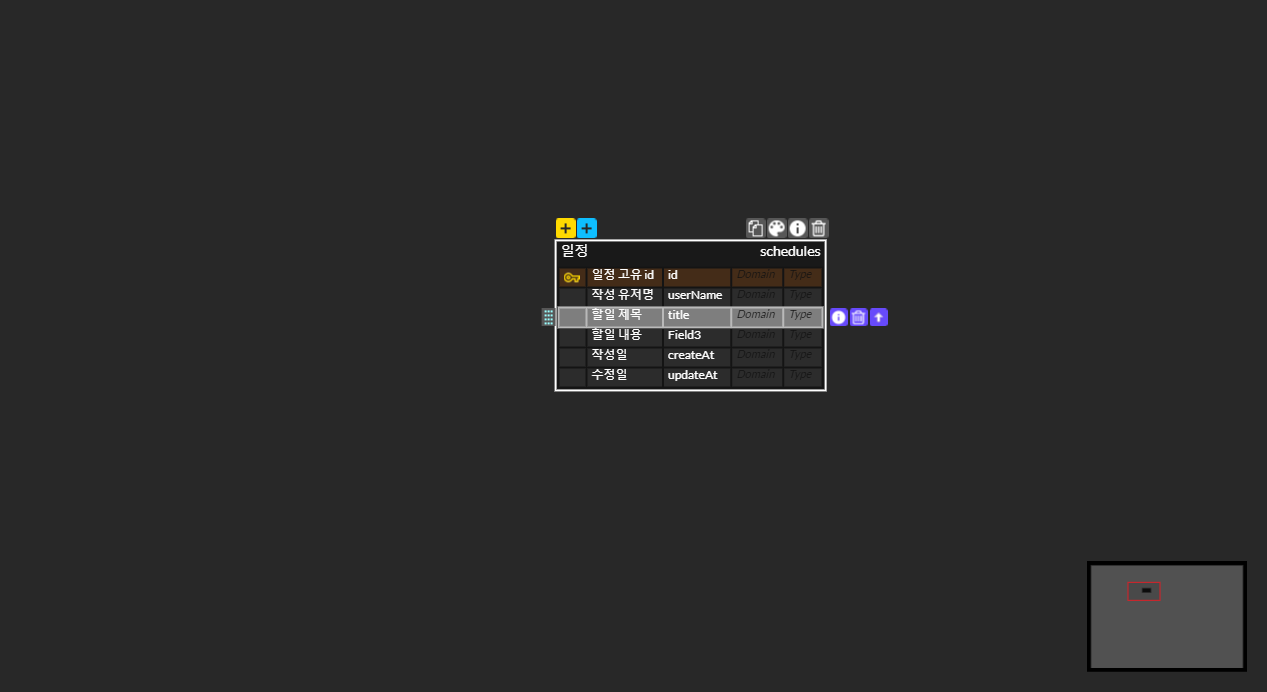 일정 schedules
일정 고유 id id Domain Type
작성 유저명 userName Domain Type
할일 제목 title Domain Type
할일 내용 Field3 Domain Type
작성일 createAt Domain Type
수정일 updateAt Domain Type